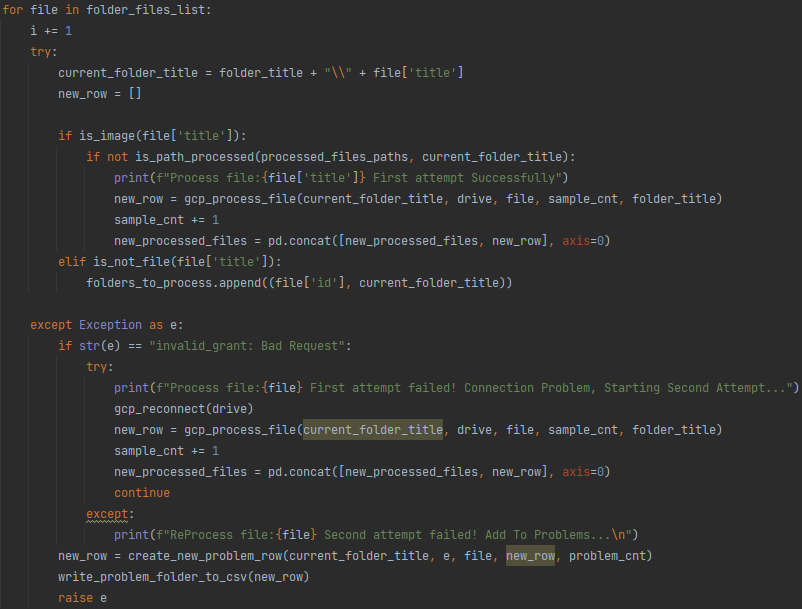 for file in folder_files_list:
    i += 1
    try:
        current_folder_title = folder_title + "\\" + file['title']
        new_row = []

        if is_image(file['title']):
            if not is_path_processed(processed_files_paths, current_folder_title):
                print(f"Process file:{file['title']} First attempt Successfully")
                new_row = gcp_process_file(current_folder_title, drive, file, sample_cnt, folder_title)
                sample_cnt += 1
                new_processed_files = pd.concat([new_processed_files, new_row], axis=0)
        elif is_not_file(file['title']):
            folders_to_process.append((file['id'], current_folder_title))

    except Exception as e:
        if str(e) == "invalid_grant: Bad Request":
            try:
                print(f"Process file:{file} First attempt failed! Connection Problem, Starting Second Attempt...")
                gcp_reconnect(drive)
                new_row = gcp_process_file(current_folder_title, drive, file, sample_cnt, folder_title)
                sample_cnt += 1
                new_processed_files = pd.concat([new_processed_files, new_row], axis=0)
                continue
            except:
                print(f"ReProcess file:{file} Second attempt failed! Add To Problems...\n")
        new_row = create_new_problem_row(current_folder_title, e, file, new_row, problem_cnt)
        write_problem_folder_to_csv(new_row)
        raise e